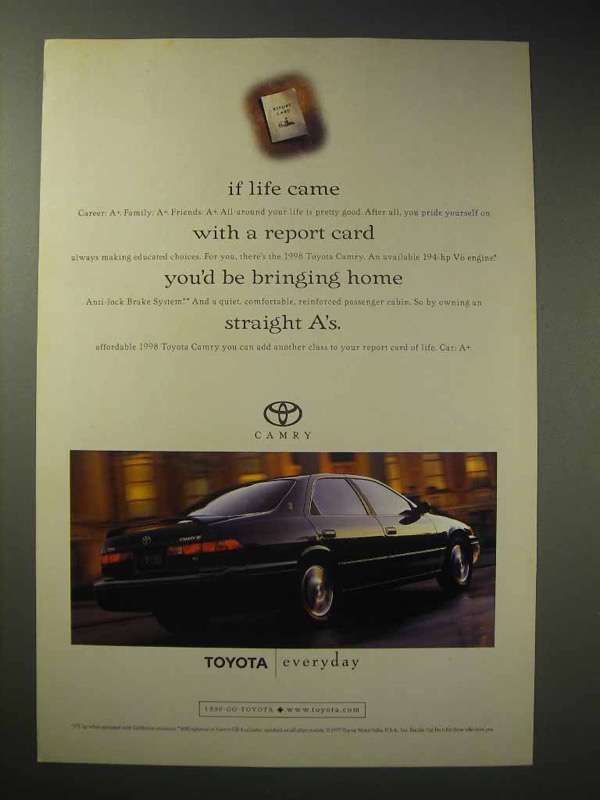 REPORT
CARD
if life came
Career: A+. Family: A+. Friends: A+. All around your life is pretty good. After all, you pride yourself on
with a report card
always making educated choices. For you, there's the 1998 Toyota Camry. An available 194-hp V6 engine.*
you'd be bringing home
Anti-lock Brake System.** And a quiet, comfortable, reinforced passenger cabin. So by owning an
straight A's.
affordable 1998 Toyota Camry you can add another class to your report card of life. Car: A+.
CAMRY
TOYOTA everyday
1-800-GO-TOYOTA ◆ www.toyota.com